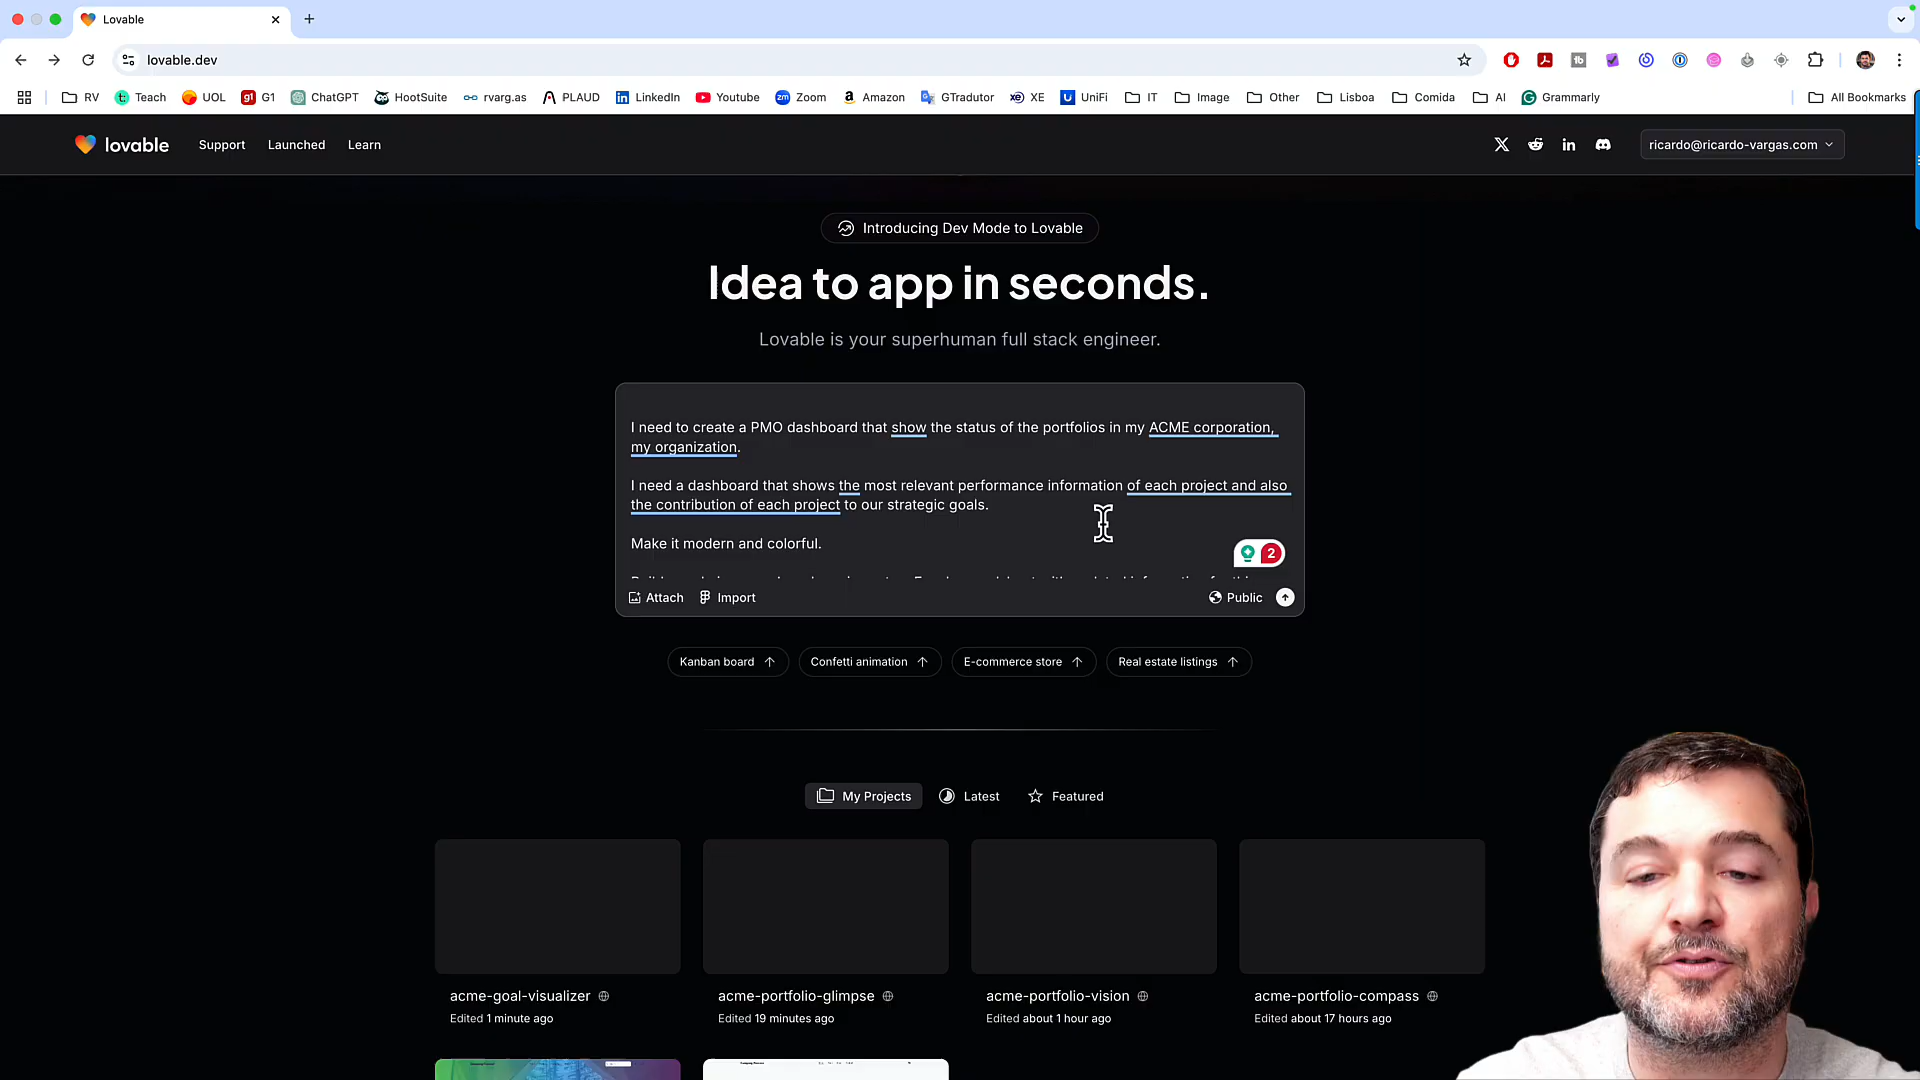 Lovable
lovable.dev
RV
Teach
UOL
G1
ChatGPT
HootSuite
rvarg.as
PLAUD
LinkedIn
Youtube
Zoom
Amazon
GTradutor
XE
UniFi
IT
Image
Other
Lisboa
Comida
AI
Grammarly
All Bookmarks
lovable
Support
Launched
Learn
ricardo@ricardo-vargas.com
Introducing Dev Mode to Lovable
Idea to app in seconds.
Lovable is your superhuman full stack engineer.
I need to create a PMO dashboard that show the status of the portfolios in my ACME corporation,
my organization.
I need a dashboard that shows the most relevant performance information of each project and also
the contribution of each project to our strategic goals.
Make it modern and colorful.
2
Attach
Import
Public
Kanban board
Confetti animation
E-commerce store
Real estate listings
My Projects
Latest
Featured
acme-goal-visualizer
acme-portfolio-glimpse
acme-portfolio-vision
acme-portfolio-compass
Edited 1 minute ago
Edited 19 minutes ago
Edited about 1 hour ago
Edited about 17 hours ago